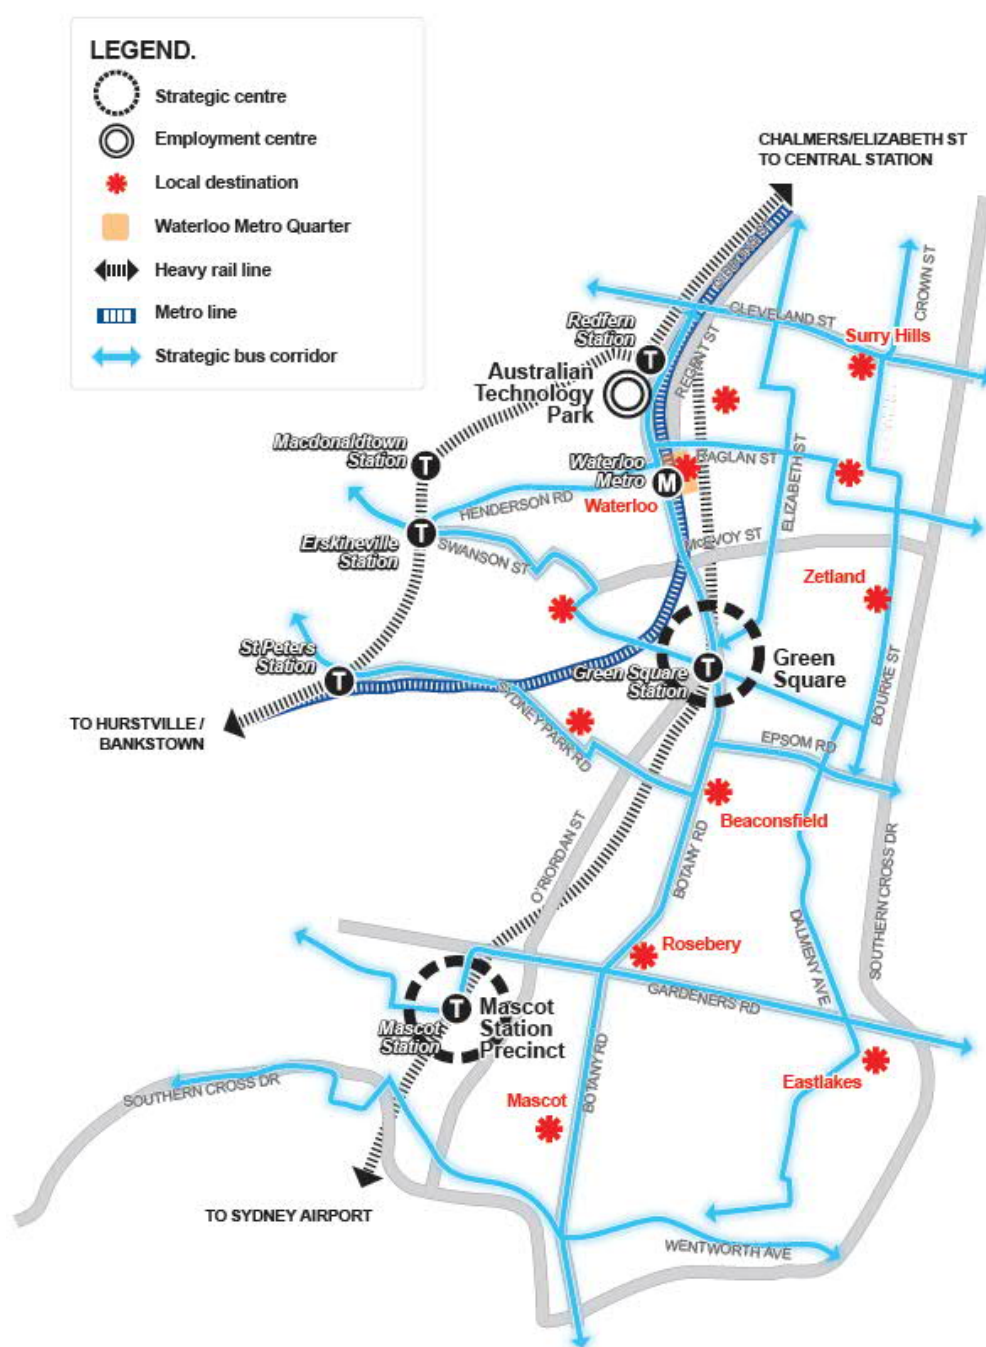 LEGEND.
Strategic centre
Employment centre
Local destination
Waterloo Metro Quarter
Heavy rail line
Metro line
Strategic bus corridor
CHALMERS/ELIZABETH ST
TO CENTRAL STATION
GIBBONS ST
CROWN ST
CLEVELAND ST
Redfern
Station
T
Surry Hills
REGENT ST
Australian
Technology
Park
Macdonaldtown
Station
T
Waterloo
Metro
M
RAGLAN ST
ELIZABETH ST
HENDERSON RD
Waterloo
Erskineville
Station
T
SWANSON ST
McEVOY ST
Zetland
St Peters
Station
T
Green Square
Station
T
Green
Square
BOURKE ST
TO HURSTVILLE /
BANKSTOWN
SYDNEY PARK RD
EPSOM RD
Beaconsfield
O'RIORDAN ST
BOTANY RD
SOUTHERN CROSS DR
DALMENY AVE
Rosebery
GARDENERS RD
Mascot
Station
T
Mascot
Station
Precinct
BOTANY RD
Eastlakes
SOUTHERN CROSS DR
Mascot
TO SYDNEY AIRPORT
WENTWORTH AVE